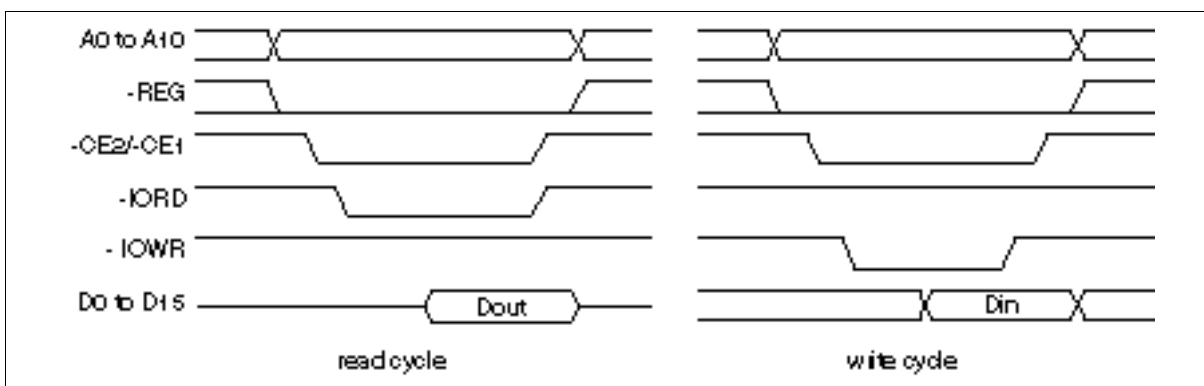 A0 to A10
-REG
-CE2/-CE1
-IORD
- IOWR
D0 to D15
Dout
Din
read cycle
write cycle